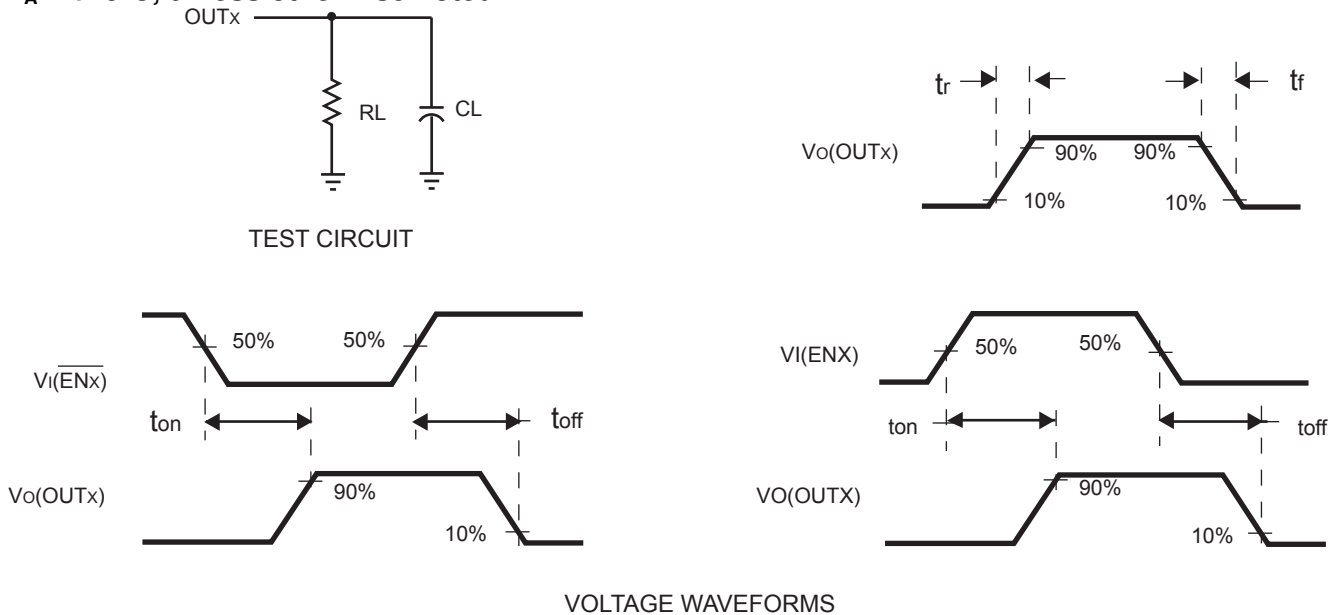 OUTx
RL
CL
TEST CIRCUIT
tr
tf
VO(OUTx)
90%
90%
10%
10%
50%
50%
VI(ENx)
ton
toff
VO(OUTx)
90%
10%
50%
50%
VI(ENX)
ton
toff
VO(OUTX)
90%
10%
VOLTAGE WAVEFORMS